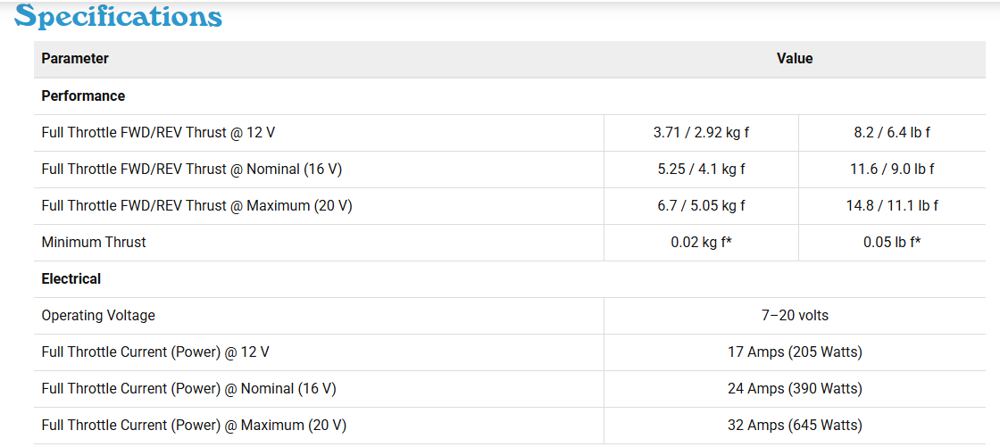 Specifications
Parameter Value
Performance
Full Throttle FWD/REV Thrust @ 12 V 3.71 / 2.92 kg f 8.2 / 6.4 lb f
Full Throttle FWD/REV Thrust @ Nominal (16 V) 5.25 / 4.1 kg f 11.6 / 9.0 lb f
Full Throttle FWD/REV Thrust @ Maximum (20 V) 6.7 / 5.05 kg f 14.8 / 11.1 lb f
Minimum Thrust 0.02 kg f* 0.05 lb f*
Electrical
Operating Voltage 7–20 volts
Full Throttle Current (Power) @ 12 V 17 Amps (205 Watts)
Full Throttle Current (Power) @ Nominal (16 V) 24 Amps (390 Watts)
Full Throttle Current (Power) @ Maximum (20 V) 32 Amps (645 Watts)